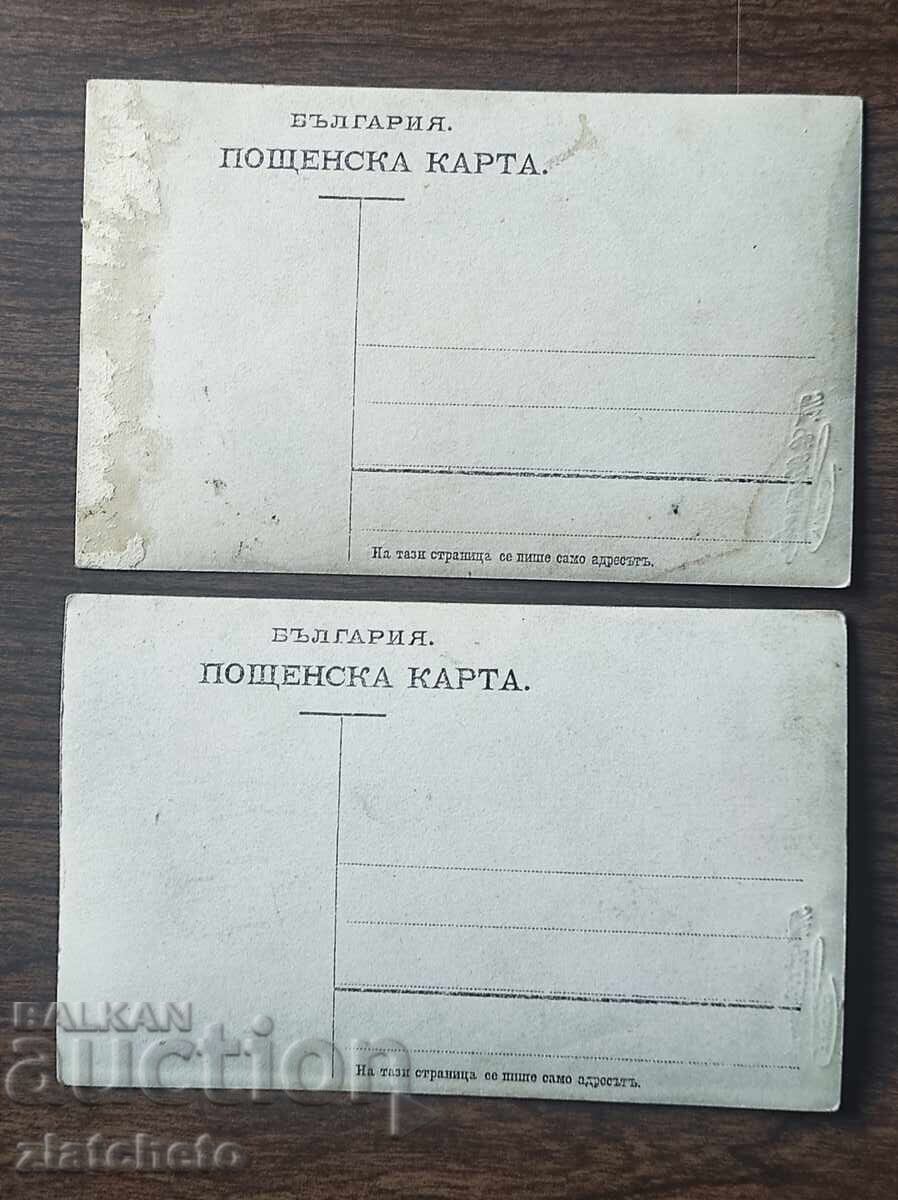 БЪЛГАРИЯ.
ПОЩЕНСКА КАРТА.
На тази страница се пише само адресътъ.
БЪЛГАРИЯ.
ПОЩЕНСКА КАРТА.
На тази страница се пише само адресътъ.
BALKAN
auction
zlatcheto